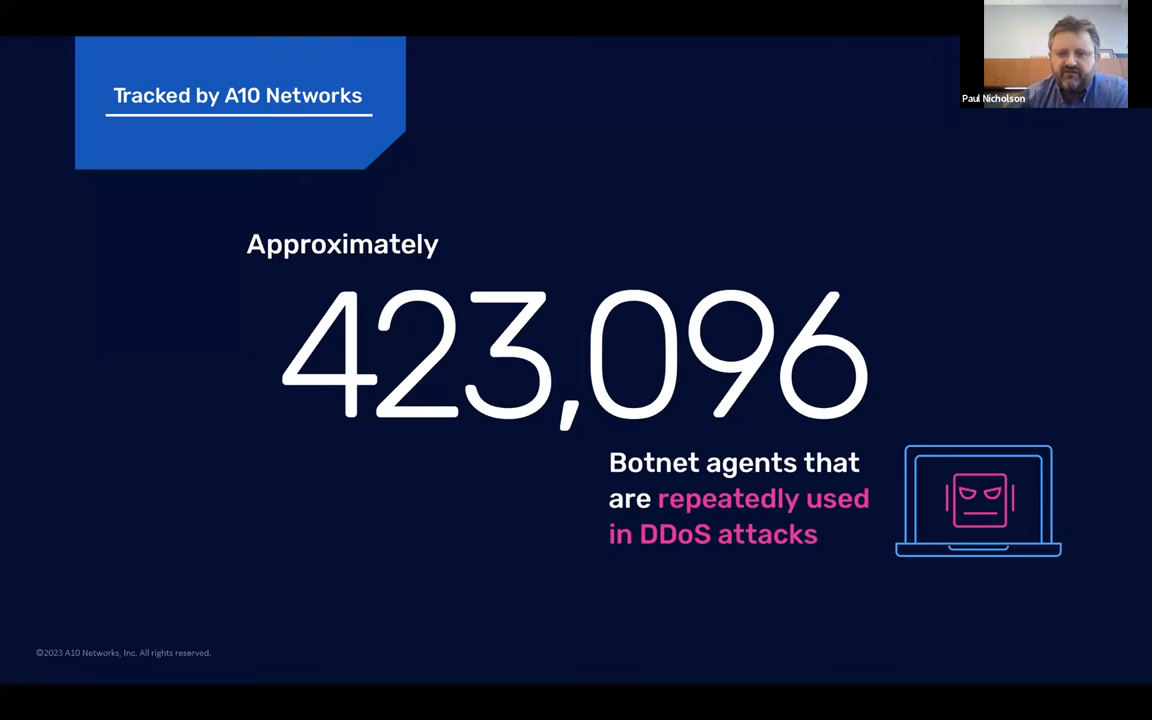 Tracked by A10 Networks
Paul Nicholson
Approximately
423,096
Botnet agents that
are repeatedly used
in DDoS attacks
©2023 A10 Networks, Inc. All rights reserved.